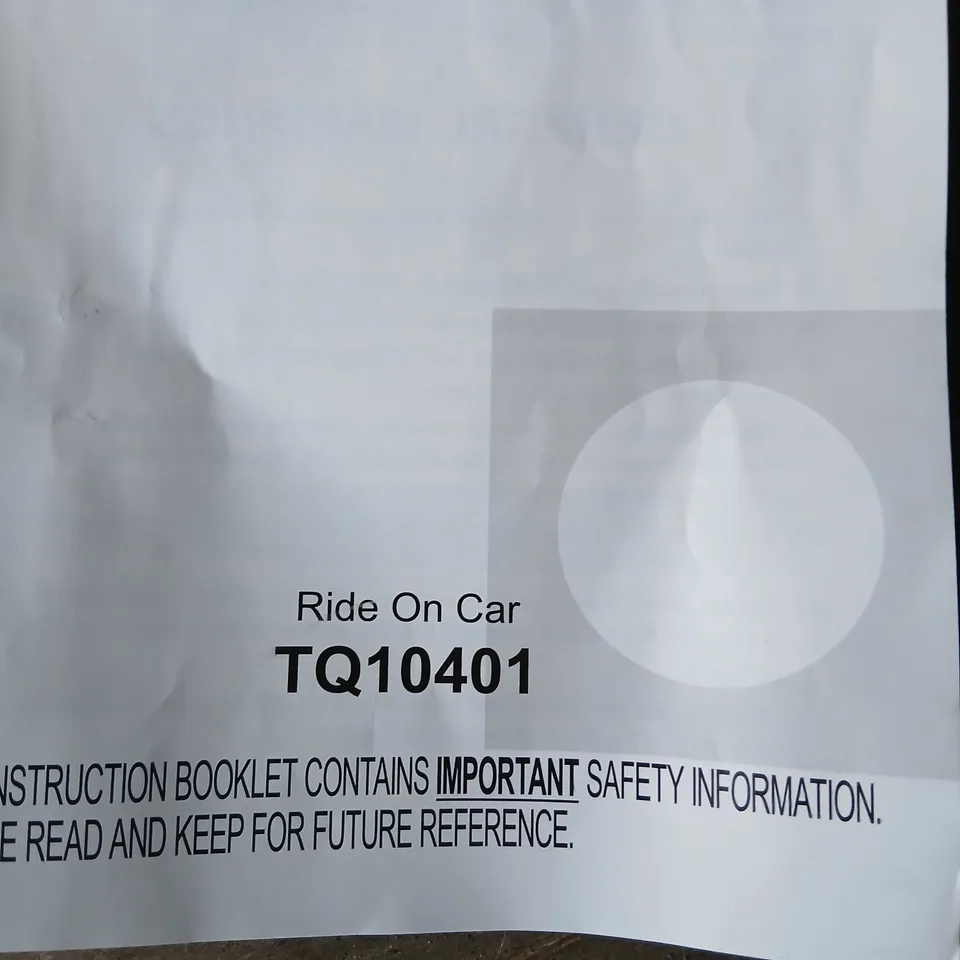 Ride On Car
TQ10401
NSTRUCTION BOOKLET CONTAINS IMPORTANT SAFETY INFORMATION.
E READ AND KEEP FOR FUTURE REFERENCE.